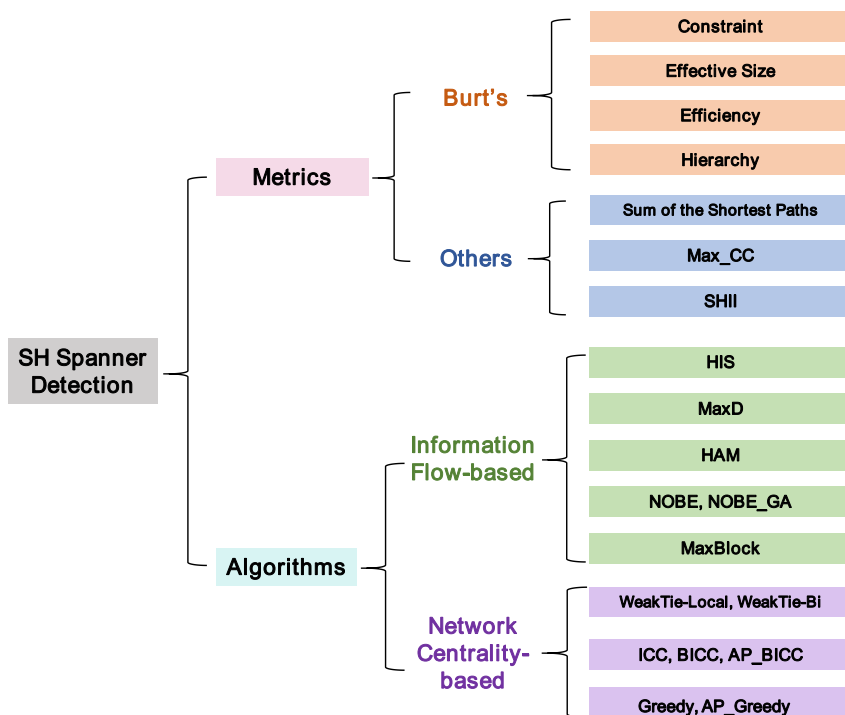 SH Spanner
Detection
Metrics
Burt's
Constraint
Effective Size
Efficiency
Hierarchy
Others
Sum of the Shortest Paths
Max_CC
SHII
Algorithms
Information
Flow-based
HIS
MaxD
HAM
NOBE, NOBE_GA
MaxBlock
Network
Centrality-
based
WeakTie-Local, WeakTie-Bi
ICC, BICC, AP_BICC
Greedy, AP_Greedy